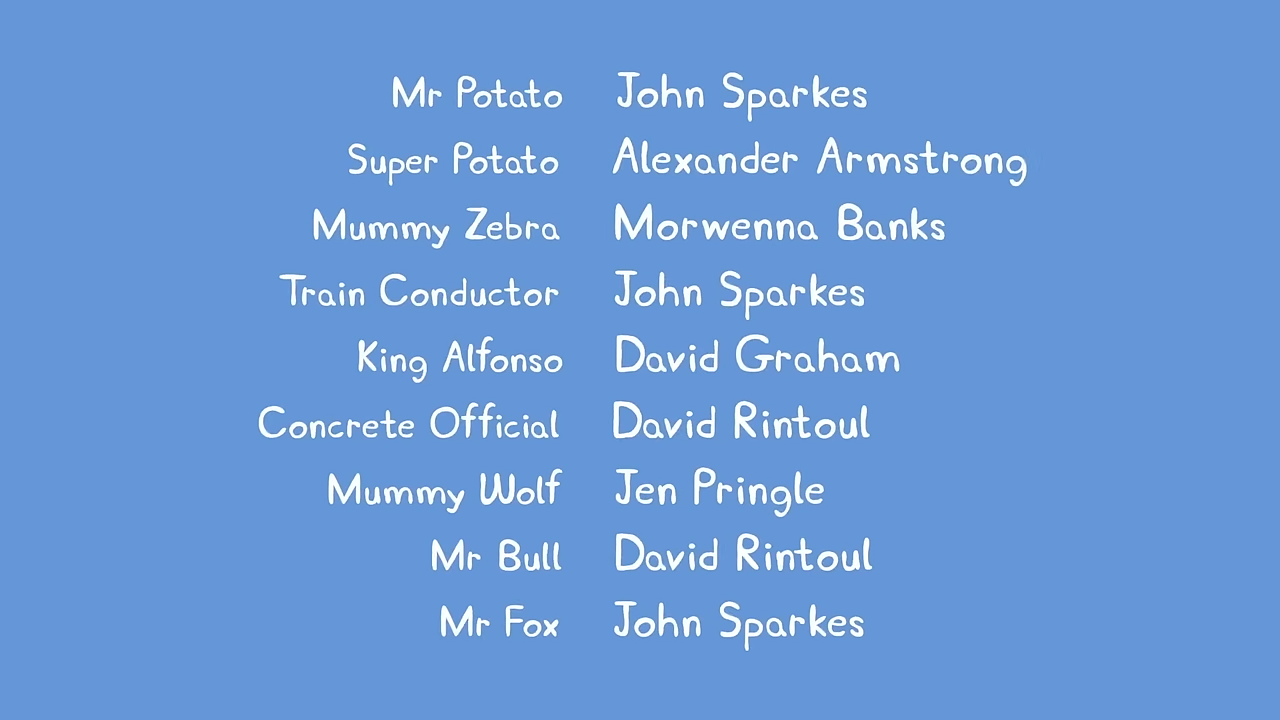 Mr Potato John Sparkes
Super Potato Alexander Armstrong
Mummy Zebra Morwenna Banks
Train Conductor John Sparkes
King Alfonso David Graham
Concrete Official David Rintoul
Mummy Wolf Jen Pringle
Mr Bull David Rintoul
Mr Fox John Sparkes